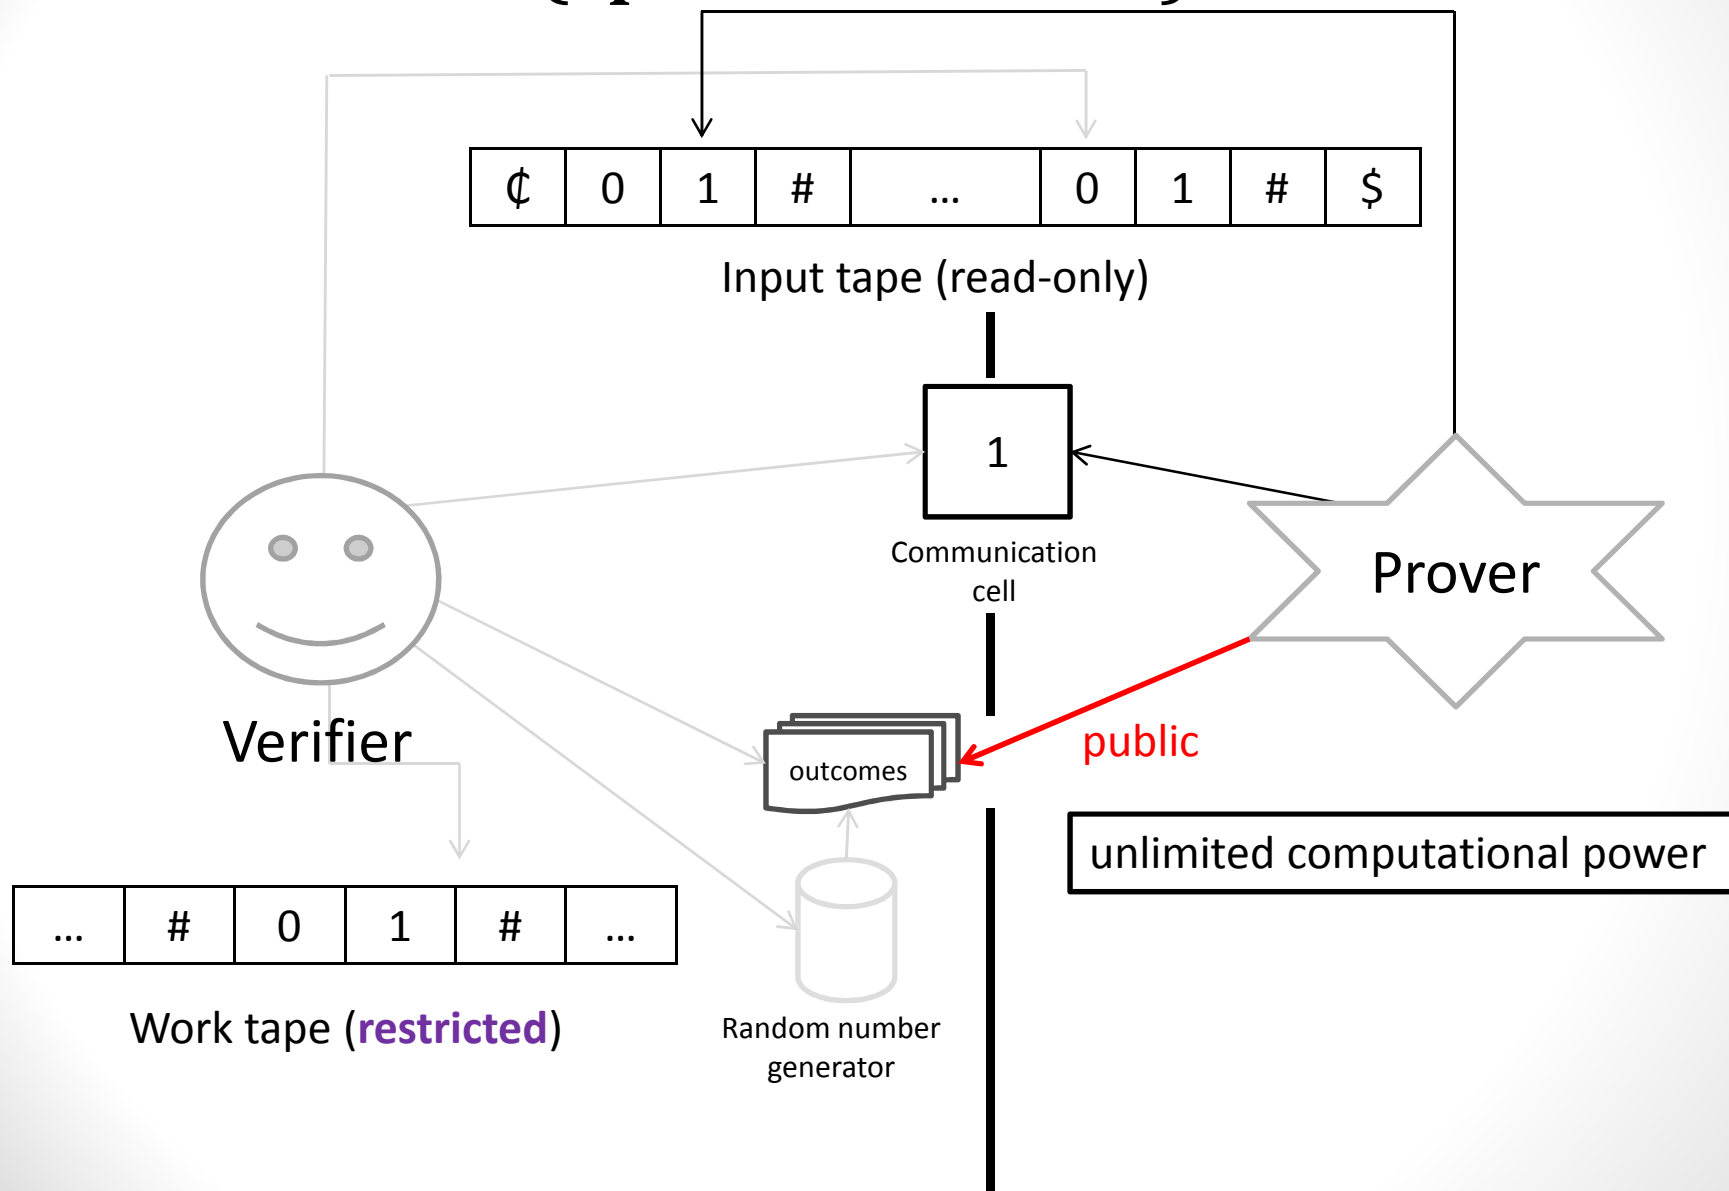 ₵ 0 1 # ... 0 1 # $
Input tape (read-only)
1
Communication
cell
Prover
Verifier
public
outcomes
unlimited computational power
... # 0 1 # ...
Work tape (restricted)
Random number
generator